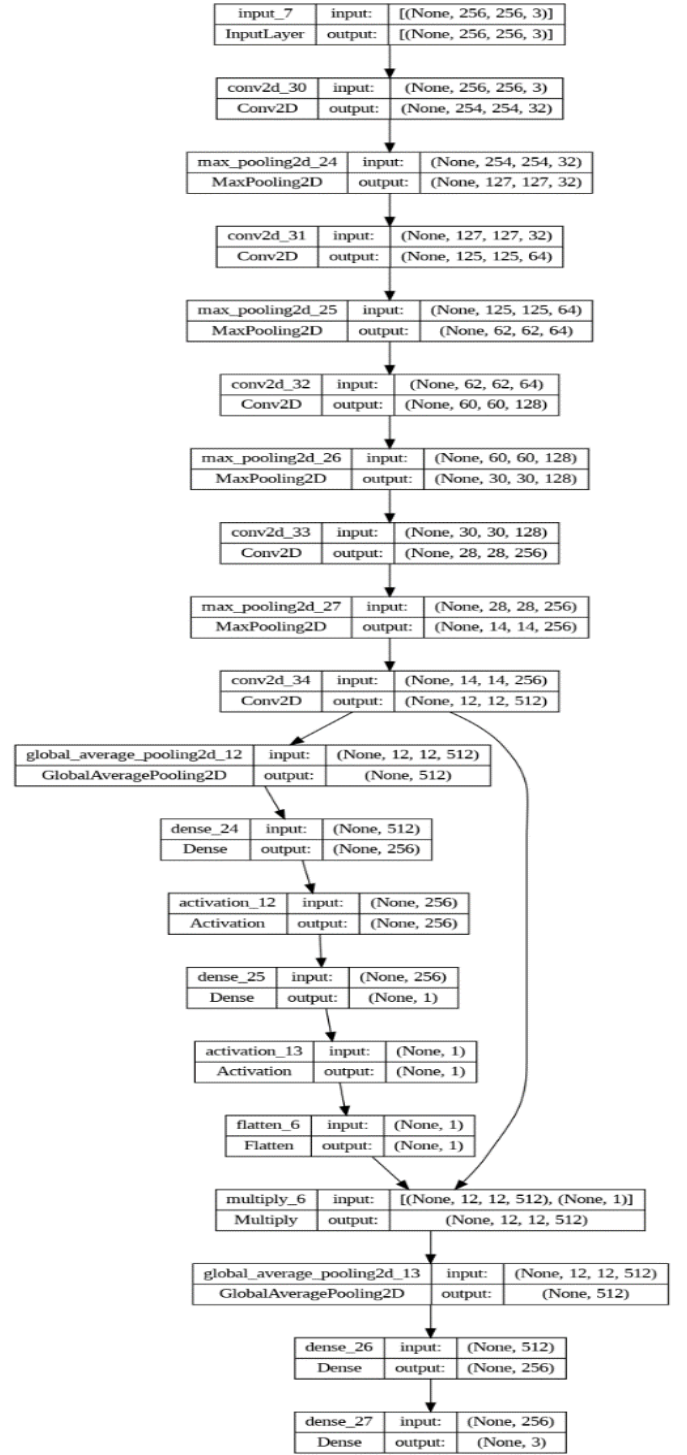 input_7 input: [(None, 256, 256, 3)]
InputLayer output: [(None, 256, 256, 3)]
conv2d_30 input: (None, 256, 256, 3)
Conv2D output: (None, 254, 254, 32)
max_pooling2d_24 input: (None, 254, 254, 32)
MaxPooling2D output: (None, 127, 127, 32)
conv2d_31 input: (None, 127, 127, 32)
Conv2D output: (None, 125, 125, 64)
max_pooling2d_25 input: (None, 125, 125, 64)
MaxPooling2D output: (None, 62, 62, 64)
conv2d_32 input: (None, 62, 62, 64)
Conv2D output: (None, 60, 60, 128)
max_pooling2d_26 input: (None, 60, 60, 128)
MaxPooling2D output: (None, 30, 30, 128)
conv2d_33 input: (None, 30, 30, 128)
Conv2D output: (None, 28, 28, 256)
max_pooling2d_27 input: (None, 28, 28, 256)
MaxPooling2D output: (None, 14, 14, 256)
conv2d_34 input: (None, 14, 14, 256)
Conv2D output: (None, 12, 12, 512)
global_average_pooling2d_12 input: (None, 12, 12, 512)
GlobalAveragePooling2D output: (None, 512)
dense_24 input: (None, 512)
Dense output: (None, 256)
activation_12 input: (None, 256)
Activation output: (None, 256)
dense_25 input: (None, 256)
Dense output: (None, 1)
activation_13 input: (None, 1)
Activation output: (None, 1)
flatten_6 input: (None, 1)
Flatten output: (None, 1)
multiply_6 input: [(None, 12, 12, 512), (None, 1)]
Multiply output: (None, 12, 12, 512)
global_average_pooling2d_13 input: (None, 12, 12, 512)
GlobalAveragePooling2D output: (None, 512)
dense_26 input: (None, 512)
Dense output: (None, 256)
dense_27 input: (None, 256)
Dense output: (None, 3)